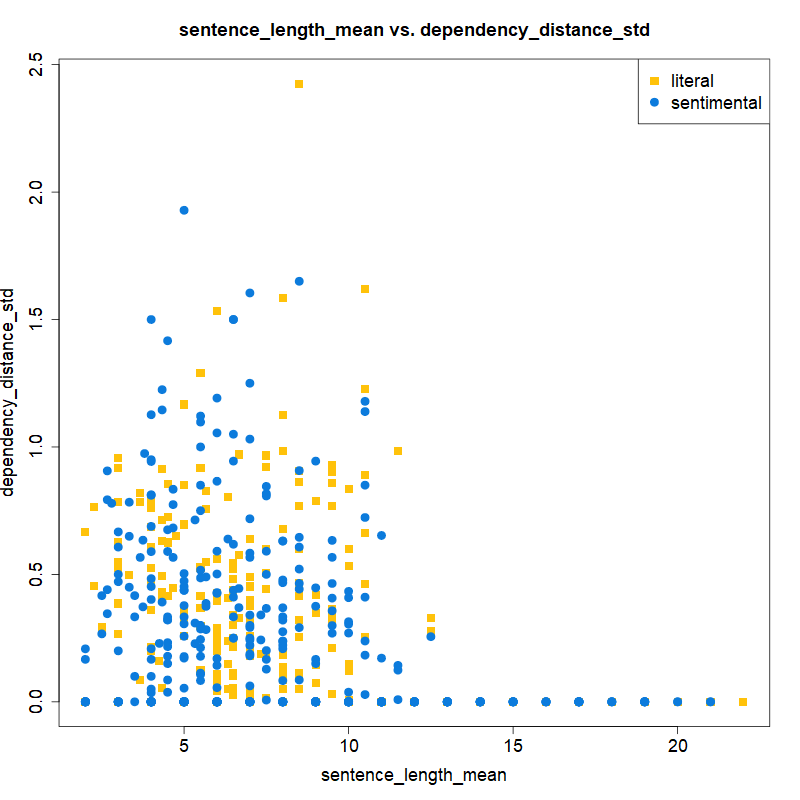 sentence_length_mean vs. dependency_distance_std
literal
sentimental
dependency_distance_std
2.5
2.0
1.5
1.0
0.5
0.0
5 10 15 20
sentence_length_mean